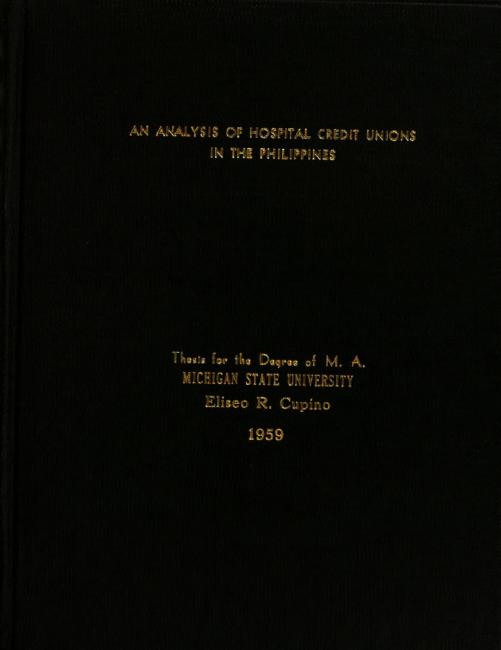 AN ANALYSIS OF HOSPITAL CREDIT UNIONS
IN THE PHILIPPINES
Thesis for the Degree of M. A.
MICHIGAN STATE UNIVERSITY
Eliseo R. Cupino
1959